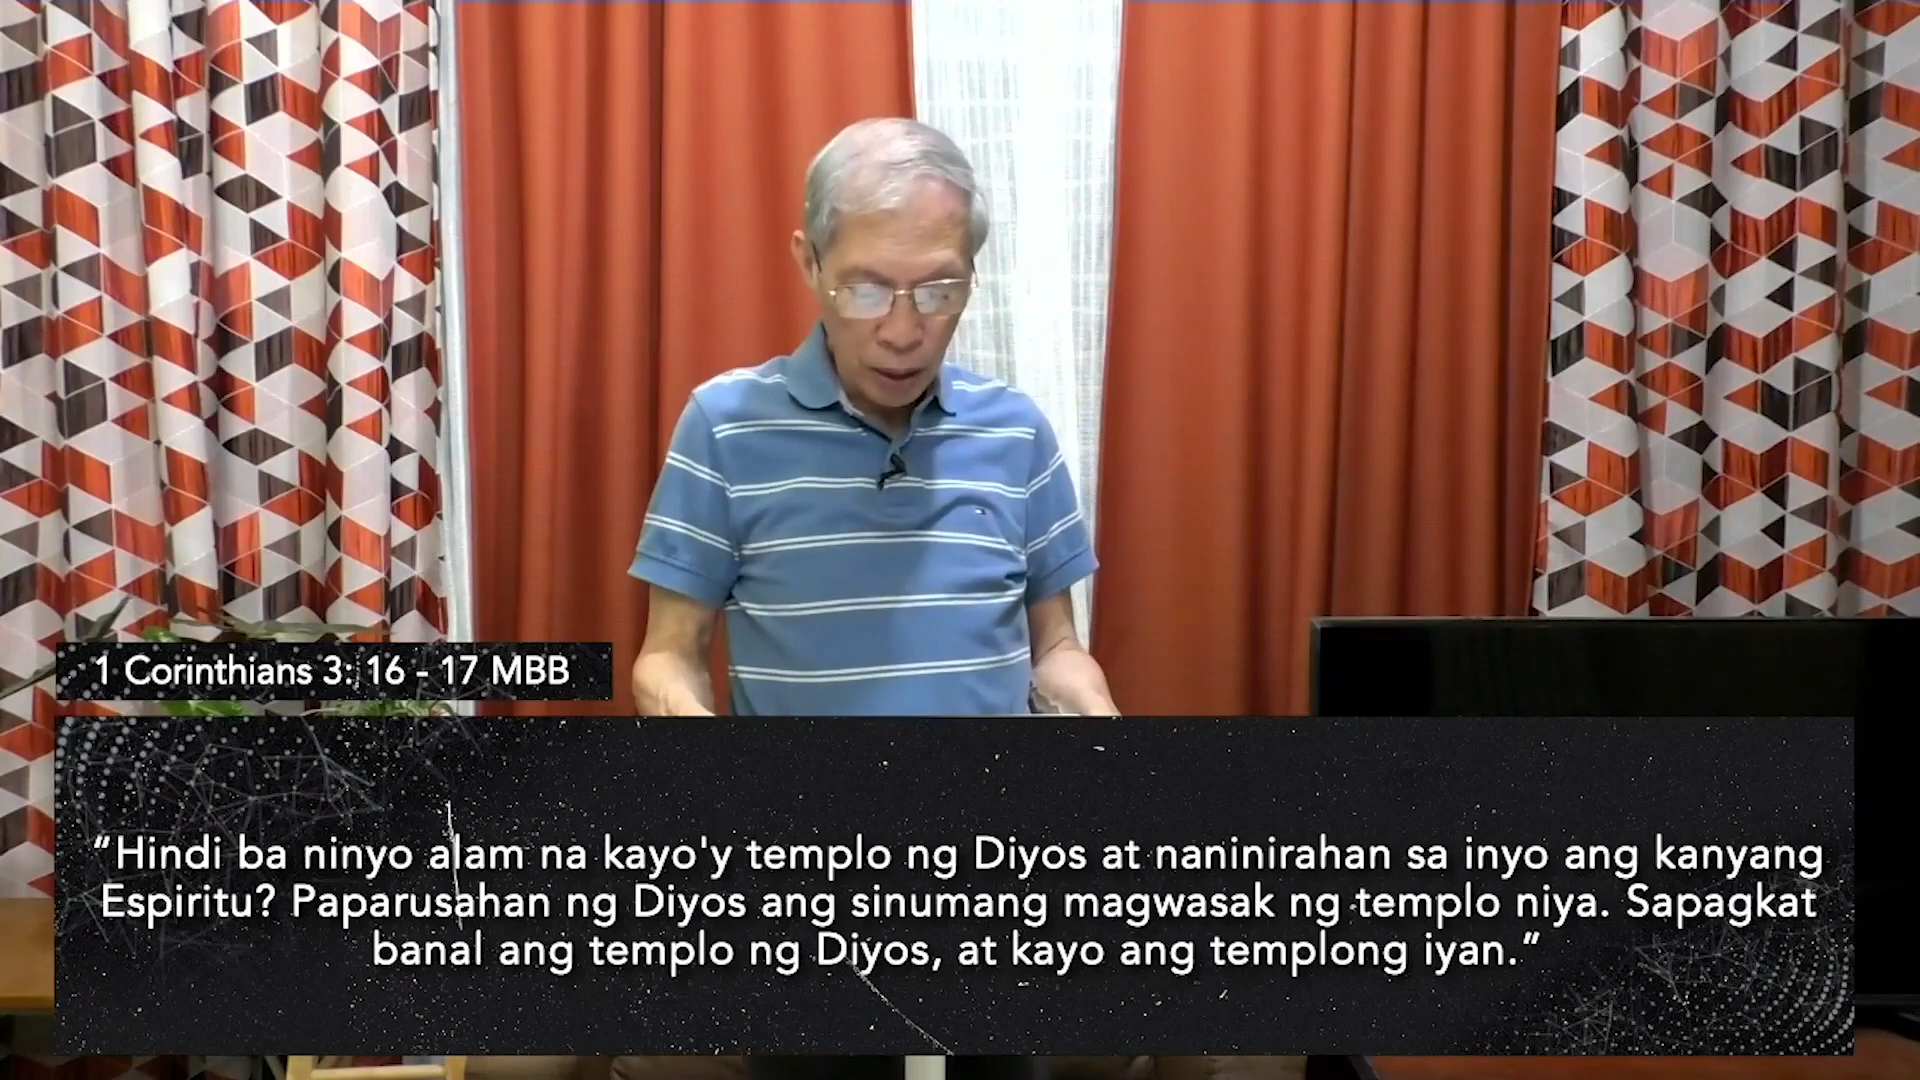 1 Corinthians 3: 16 - 17 MBB
“Hindi ba ninyo alam na kayo'y templo ng Diyos at naninirahan sa inyo ang kanyang
Espiritu? Paparusahan ng Diyos ang sinumang magwasak ng templo niya. Sapagkat
banal ang templo ng Diyos, at kayo ang templong iyan.”